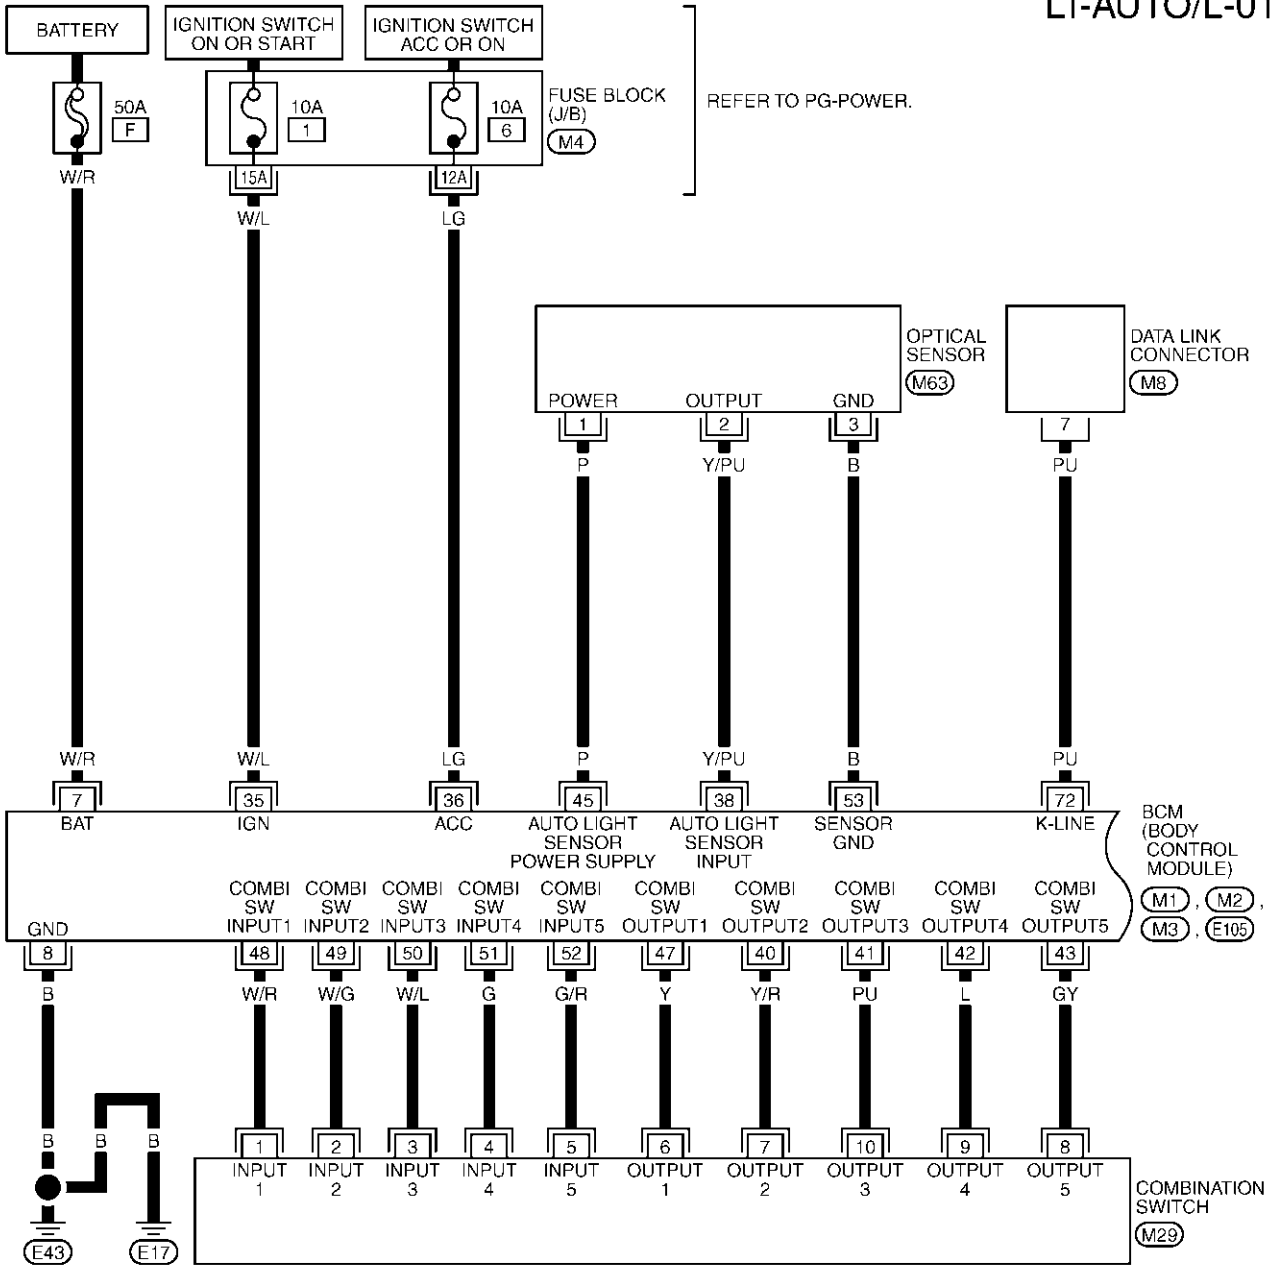 LT-AUTO/L-01
BATTERY
IGNITION SWITCH
ON OR START
IGNITION SWITCH
ACC OR ON
50A
F
10A
1
10A
6
FUSE BLOCK
(J/B)
M4
REFER TO PG-POWER.
W/R
15A
12A
W/L
LG
OPTICAL
SENSOR
M63
DATA LINK
CONNECTOR
M8
POWER
OUTPUT
GND
1
2
3
7
P
Y/PU
B
PU
W/R
W/L
LG
P
Y/PU
B
PU
7
35
36
45
38
53
72
BAT
IGN
ACC
AUTO LIGHT
SENSOR
POWER SUPPLY
AUTO LIGHT
SENSOR
INPUT
SENSOR
GND
K-LINE
BCM
(BODY
CONTROL
MODULE)
M1 , M2 ,
M3 , E105
GND
COMBI
SW
INPUT1
COMBI
SW
INPUT2
COMBI
SW
INPUT3
COMBI
SW
INPUT4
COMBI
SW
INPUT5
COMBI
SW
OUTPUT1
COMBI
SW
OUTPUT2
COMBI
SW
OUTPUT3
COMBI
SW
OUTPUT4
COMBI
SW
OUTPUT5
8
48
49
50
51
52
47
40
41
42
43
B
W/R
W/G
W/L
G
G/R
Y
Y/R
PU
L
GY
B
B
B
1
2
3
4
5
6
7
10
9
8
INPUT
1
INPUT
2
INPUT
3
INPUT
4
INPUT
5
OUTPUT
1
OUTPUT
2
OUTPUT
3
OUTPUT
4
OUTPUT
5
COMBINATION
SWITCH
M29
E43
E17